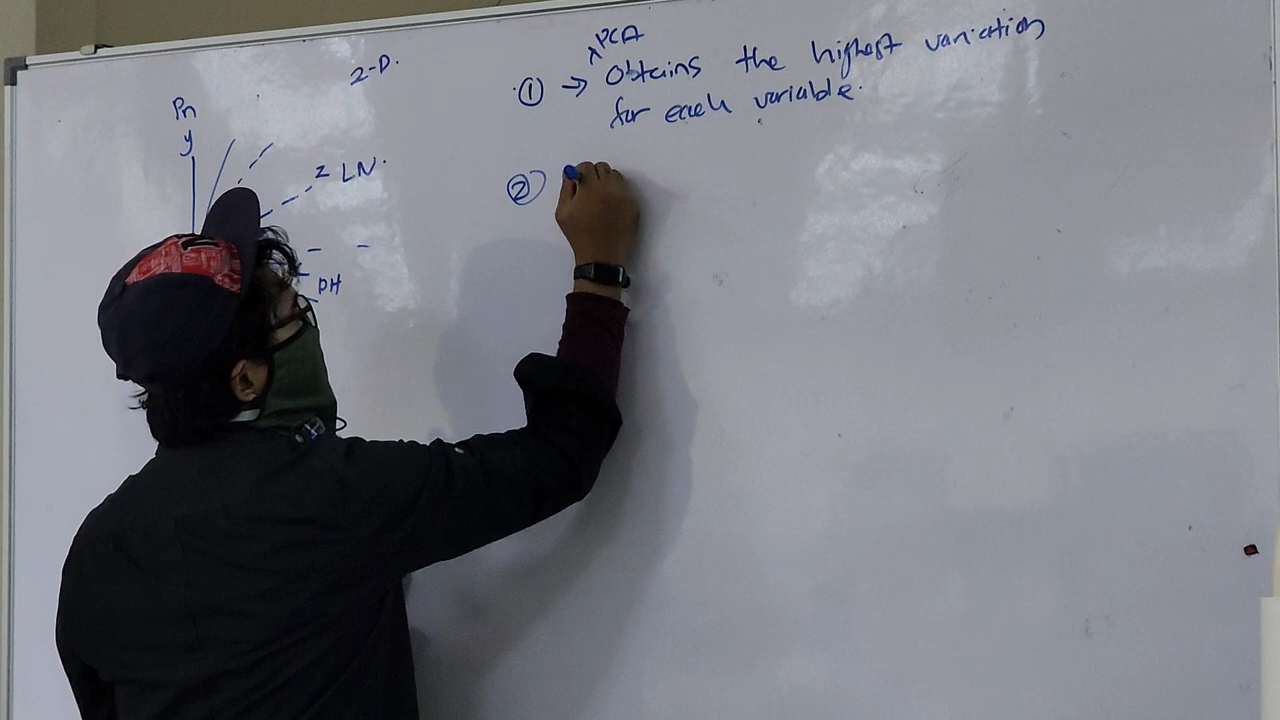 2-D.
Pn
y
z LN.
PH
PCA
① → ^ Obtains the highest variation
for each variable.
②